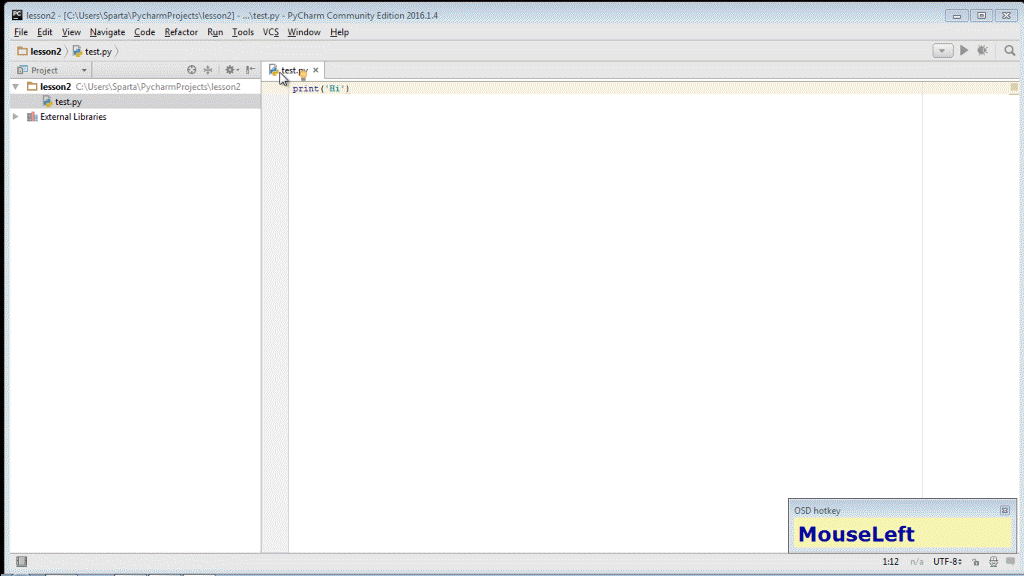 PC lesson2 - [C:\Users\Sparta\PycharmProjects\lesson2] - ...\test.py - PyCharm Community Edition 2016.1.4
File Edit View Navigate Code Refactor Run Tools VCS Window Help
lesson2 test.py
Project
test.py
lesson2 C:\Users\Sparta\PycharmProjects\lesson2
print('Hi')
test.py
External Libraries
OSD hotkey
MouseLeft
1:12 n/a UTF-8